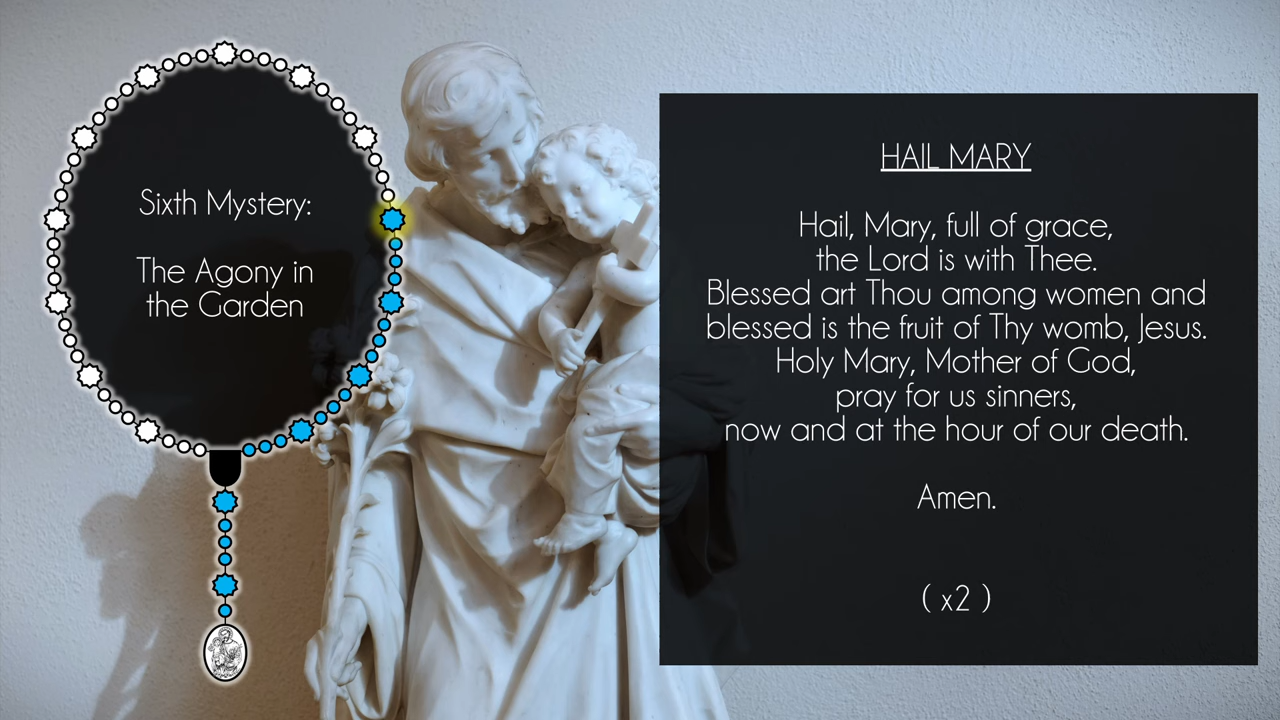 Sixth Mystery:
The Agony in
the Garden
HAIL MARY
Hail, Mary, full of grace,
the Lord is with Thee.
Blessed art Thou among women and
blessed is the fruit of Thy womb, Jesus.
Holy Mary, Mother of God,
pray for us sinners,
now and at the hour of our death.
Amen.
( x2 )